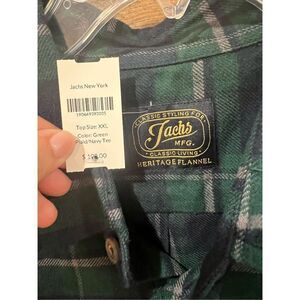 Jachs New York
Top Size: XXL
Color: Green
Plaid/Navy Tee
CLASSIC STYLING FOR
Jachs
MFG.
CLASSIC LIVING
HERITAGE FLANNEL